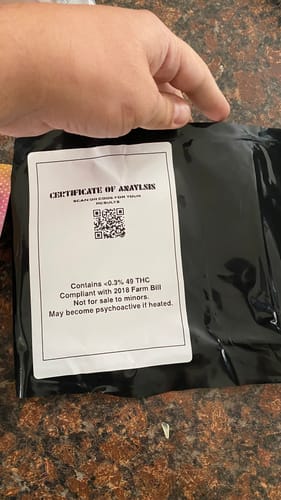 CERTIFICATE OF ANAYLSIS
SCAN QR CODE FOR YOUR
RESULTS
Contains <0.3% 49 THC
Compliant with 2018 Farm Bill
Not for sale to minors.
May become psychoactive if heated.